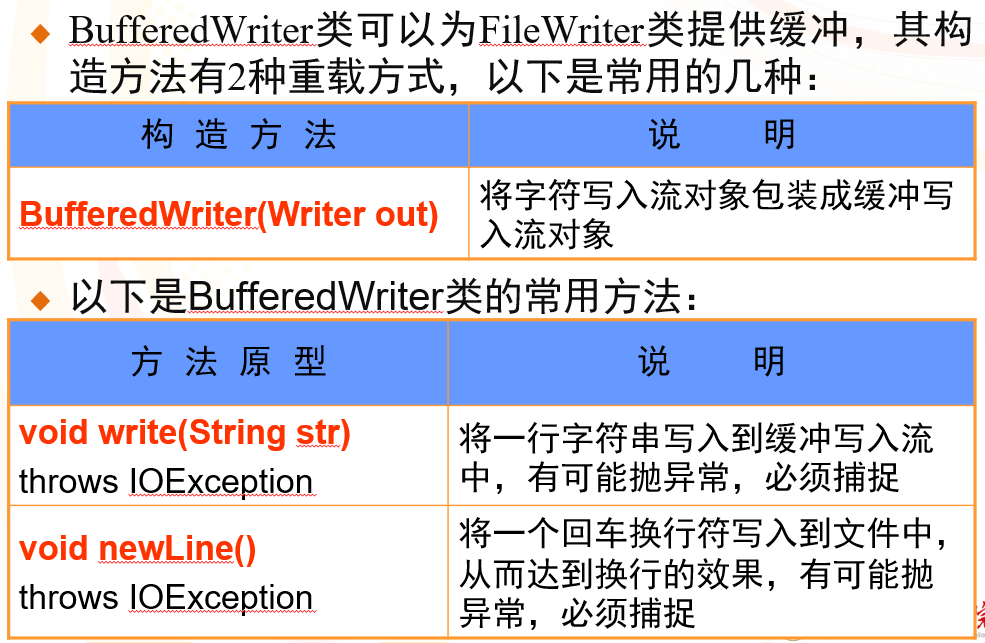 BufferedWriter类可以为FileWriter类提供缓冲，其构
造方法有2种重载方式，以下是常用的几种：
构 造 方 法
说 明
BufferedWriter(Writer out)
将字符写入流对象包装成缓冲写
入流对象
以下是BufferedWriter类的常用方法：
方 法 原 型
说 明
void write(String str)
throws IOException
将一行字符串写入到缓冲写入流
中，有可能抛异常，必须捕捉
void newLine()
throws IOException
将一个回车换行符写入到文件中，
从而达到换行的效果，有可能抛
异常，必须捕捉